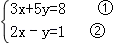 3x+5y=8 ①
2x－y=1 ②